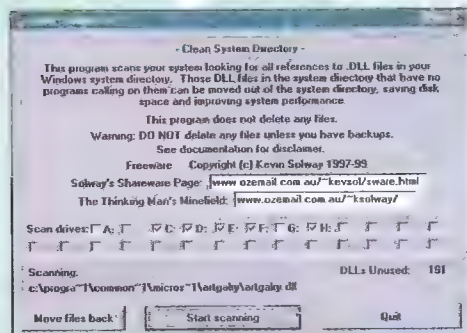 - Clean System Directory -
This program scans your system looking for all references to .DLL files in your
Windows system directory. Those DLL files in the system directory that have no
programs calling on them can be moved out of the system directory, saving disk
space and improving system performance.
This program does not delete any files.
Warning: DO NOT delete any files unless you have backups.
See documentation for disclaimer.
Freeware Copyright (c) Kevin Solway 1997-99
Solway's Shareware Page: www.ozemail.com.au/~kevsol/sware.html
The Thinking Man's Minefield: www.ozemail.com.au/~ksolway/
Scan drives: A: C: D: E: F: G: H:
Scanning: DLLs Unused: 191
c:\progra~1\common~1\micros~1\artgalry\artgalry.dll
Move files back Start scanning Quit